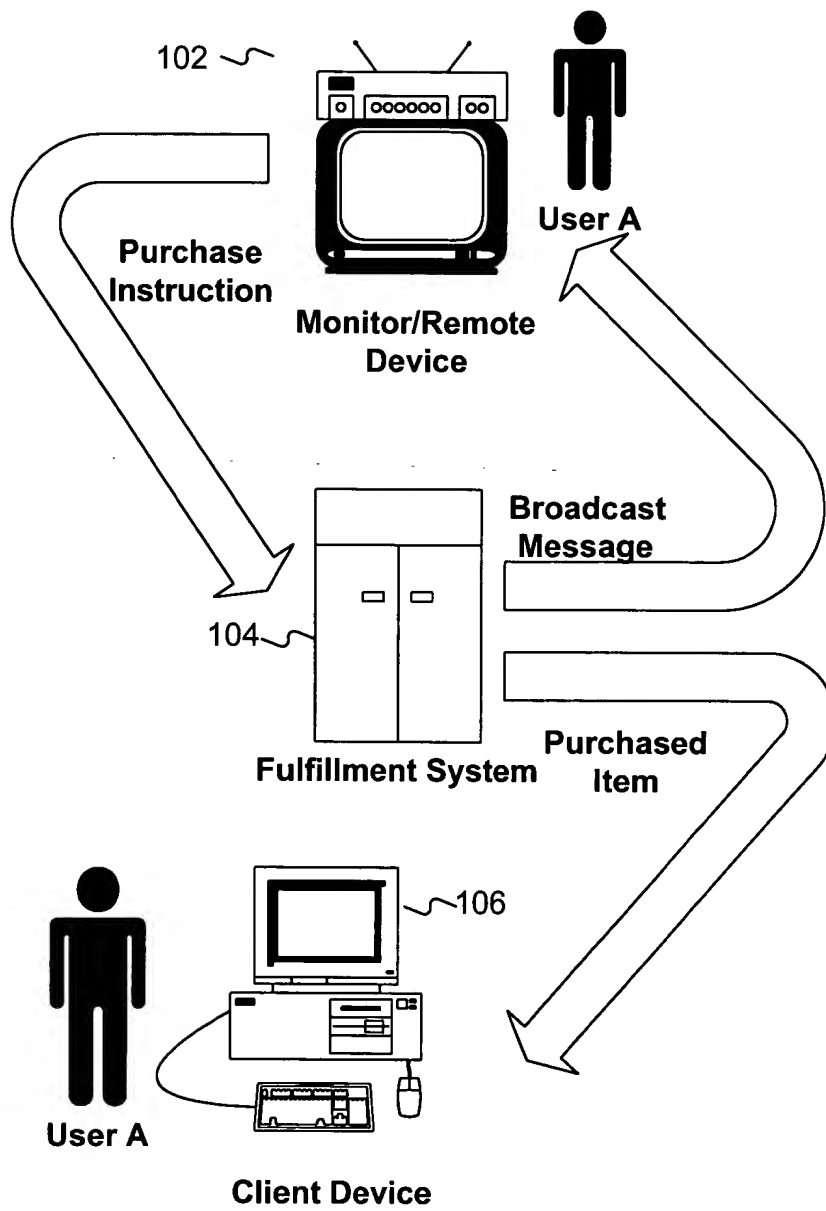 102
User A
Purchase
Instruction
Monitor/Remote
Device
Broadcast
Message
104
Fulfillment System
Purchased
Item
106
User A
Client Device